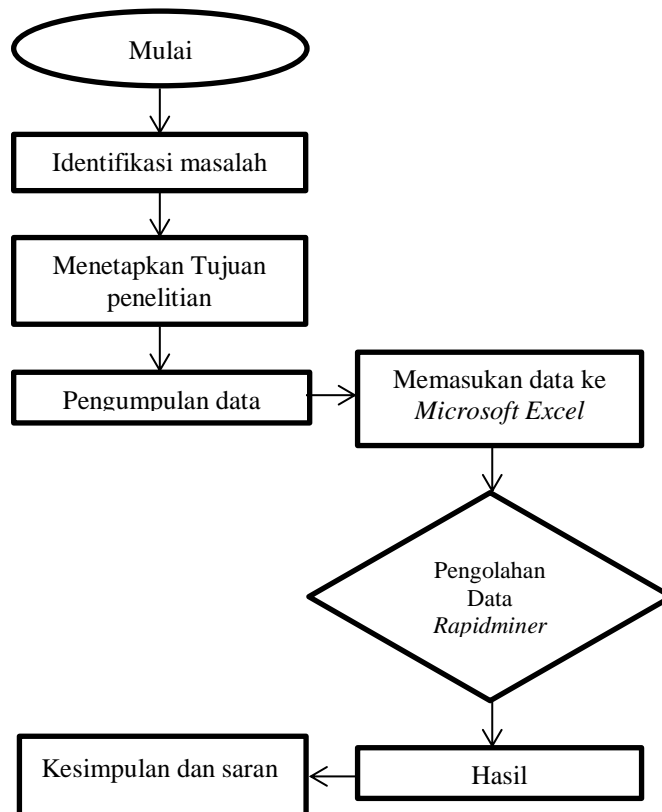 Mulai
Identifikasi masalah
Menetapkan Tujuan
penelitian
Pengumpulan data
Memasukan data ke
Microsoft Excel
Pengolahan
Data
Rapidminer
Hasil
Kesimpulan dan saran